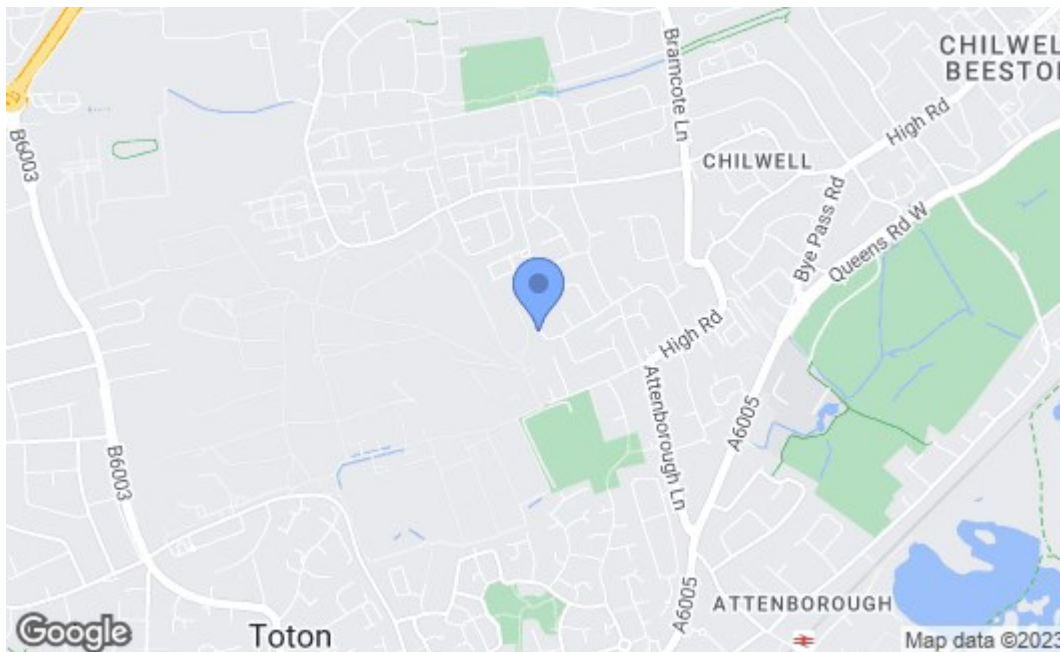 CHILWEL
BEESTO
Bramcote Ln
High Rd
B6003
CHILWELL
Bye Pass Rd
Queens Rd W
High Rd
Attenborough Ln
A6005
B6003
A6005
ATTENBOROUGH
Google
Toton
Map data ©2023